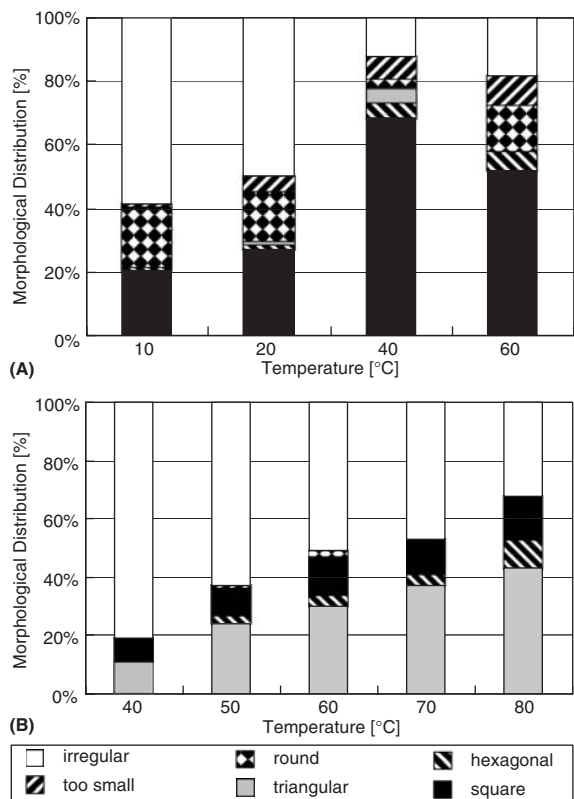 100%
80%
60%
40%
20%
0%
Morphological Distribution [%]
10 20 40 60
Temperature [°C]
(A)
100%
80%
60%
40%
20%
0%
Morphological Distribution [%]
40 50 60 70 80
Temperature [°C]
(B)
irregular round hexagonal
too small triangular square